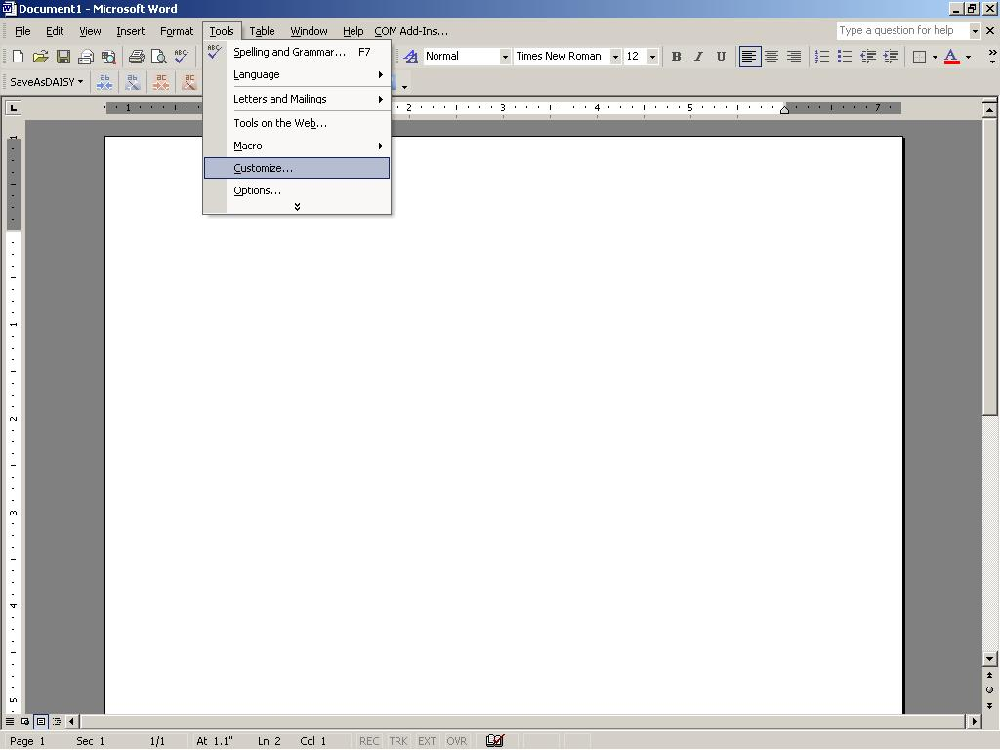 Document1 - Microsoft Word
File Edit View Insert Format Tools Table Window Help COM Add-Ins... Type a question for help
Normal Times New Roman 12 B I U A
SaveAsDAISY
Spelling and Grammar... F7
Language
Letters and Mailings
Tools on the Web...
Macro
Customize...
Options...
1 2 3 4 5 7
1
1
2
3
4
5
Page 1 Sec 1 1/1 At 1.1" Ln 2 Col 1 REC TRK EXT OVR